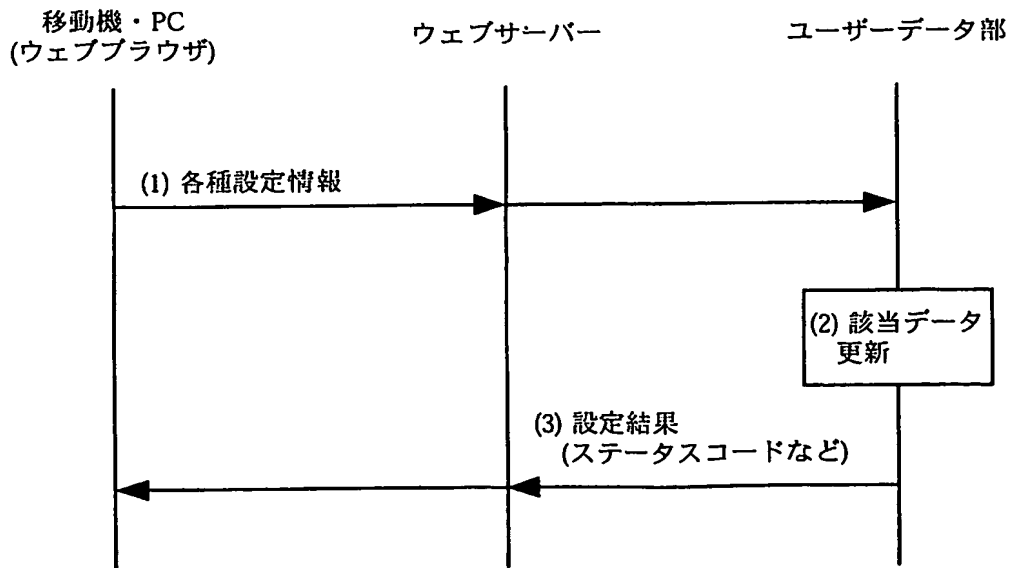 移動機・PC
(ウェブブラウザ)
ウェブサーバー
ユーザーデータ部
(1) 各種設定情報
(2) 該当データ
更新
(3) 設定結果
(ステータスコードなど)